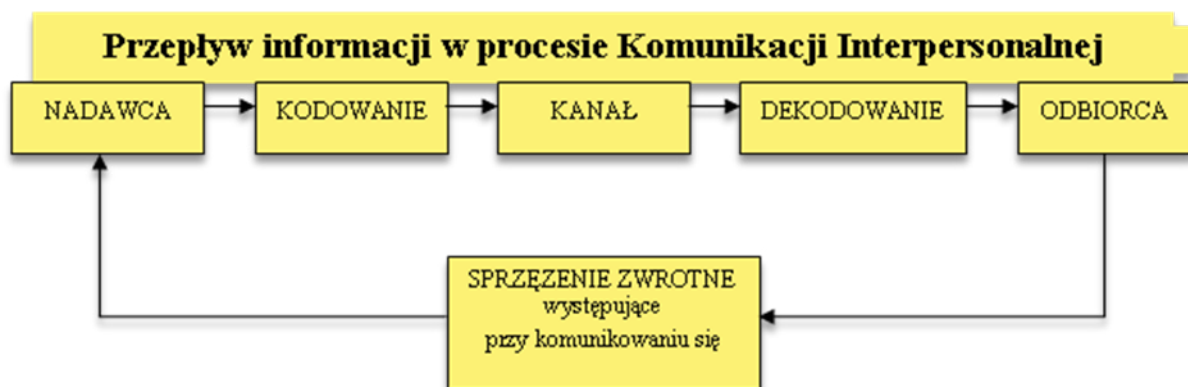 Przepływ informacji w procesie Komunikacji Interpersonalnej
NADAWCA
KODOWANIE
KANAŁ
DEKODOWANIE
ODBIORCA
SPRZĘZENIE ZWROTNE
występujące
przy komunikowaniu się